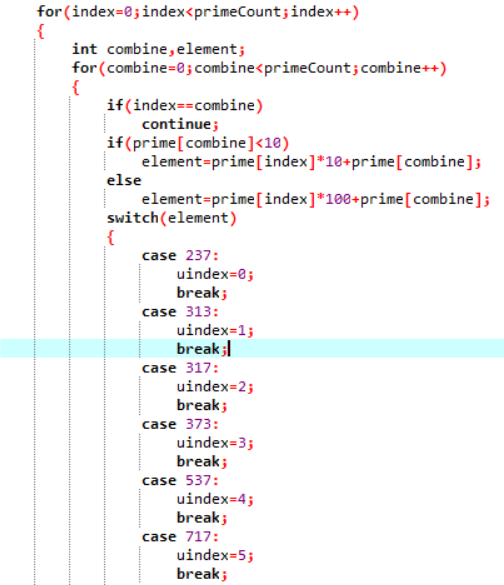 for(index=0;index<primeCount;index++)
{
int combine,element;
for(combine=0;combine<primeCount;combine++)
{
if(index==combine)
continue;
if(prime[combine]<10)
element=prime[index]*10+prime[combine];
else
element=prime[index]*100+prime[combine];
switch(element)
{
case 237:
uindex=0;
break;
case 313:
uindex=1;
break;
case 317:
uindex=2;
break;
case 373:
uindex=3;
break;
case 537:
uindex=4;
break;
case 717:
uindex=5;
break;